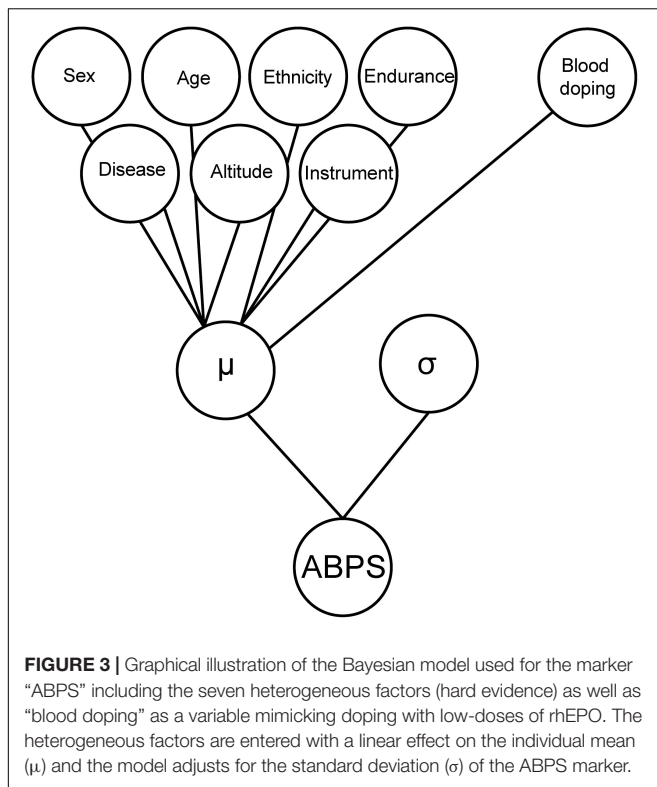 Sex
Age
Ethnicity
Endurance
Blood
doping
Disease
Altitude
Instrument
μ
σ
ABPS
FIGURE 3 | Graphical illustration of the Bayesian model used for the marker
“ABPS” including the seven heterogeneous factors (hard evidence) as well as
“blood doping” as a variable mimicking doping with low-doses of rhEPO. The
heterogeneous factors are entered with a linear effect on the individual mean
(μ) and the model adjusts for the standard deviation (σ) of the ABPS marker.